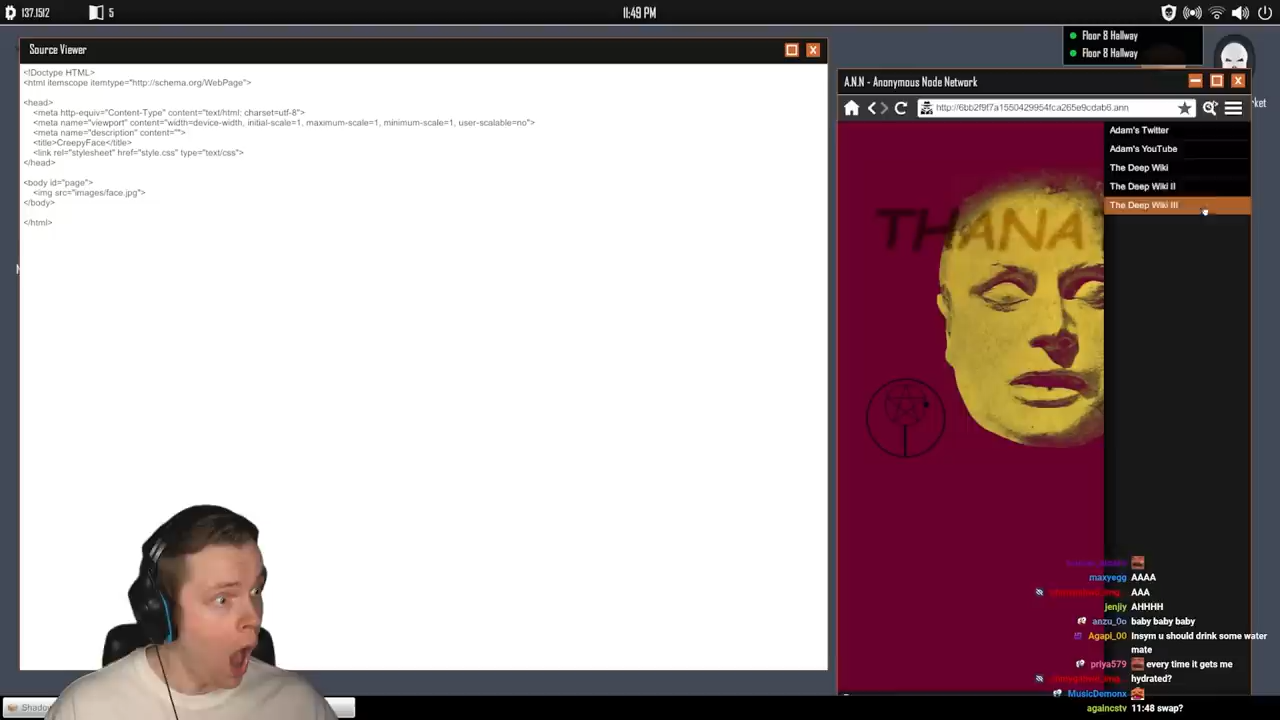 137.1512
5
11:49 PM
Source Viewer
<!Doctype HTML>
<html itemscope itemtype="http://schema.org/WebPage">
<head>
<meta http-equiv="Content-Type" content="text/html; charset=utf-8">
<meta name="viewport" content="width=device-width, initial-scale=1, maximum-scale=1, minimum-scale=1, user-scalable=no">
<meta name="description" content="">
<title>CreepyFace</title>
<link rel="stylesheet" href="style.css" type="text/css">
</head>
<body id="page">
<img src="images/face.jpg">
</body>
</html>
Floor 8 Hallway
Floor 8 Hallway
A.N.N - Anonymous Node Network
http://6bb2f9f7a1550429954fca265e9cdab6.ann
Adam's Twitter
Adam's YouTube
The Deep Wiki
The Deep Wiki II
The Deep Wiki III
THANA
maxyegg AAAA
AAA
jenjiy AHHHH
anzu_0o baby baby baby
Agapl_00 Insym u should drink some water
mate
priya579 every time it gets me
hydrated?
MusicDemonx
againcstv 11:48 swap?